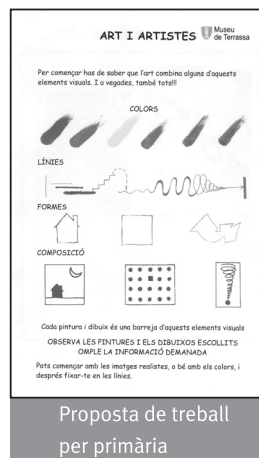 ART I ARTISTES
Museu
de Terrassa
Per començar has de saber que l'art combina alguns d'aquests
elements visuals. I a vegades, també tots!!!
COLORS
LÍNIES
FORMES
COMPOSICIÓ
Cada pintura i dibuix és una barreja d'aquests elements visuals
OBSERVA LES PINTURES I ELS DIBUIXOS ESCOLLITS
OMPLE LA INFORMACIÓ DEMANADA
Pots començar amb les imatges realistes, o bé amb els colors, i
després fixar-te en les línies.
Proposta de treball
per primària